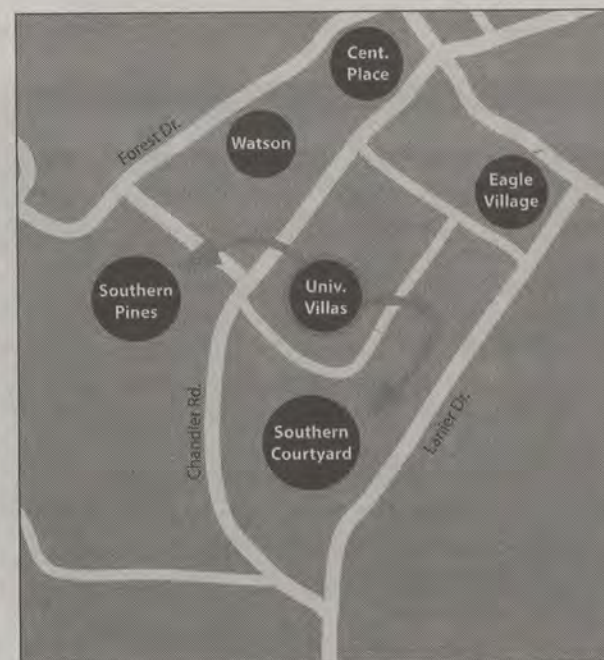 Cent.
Place
Forest Dr.
Watson
Eagle
Village
Southern
Pines
Univ.
Villas
Chandler Rd.
Southern
Courtyard
Lanier Dr.